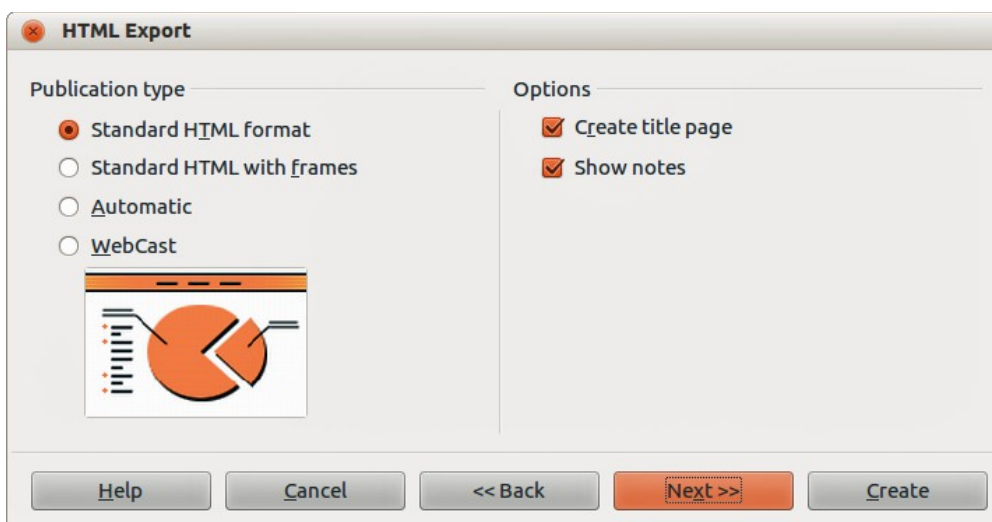 HTML Export
Publication type
Standard HTML format
Standard HTML with frames
Automatic
WebCast
Options
Create title page
Show notes
Help
Cancel
<< Back
Next >>
Create